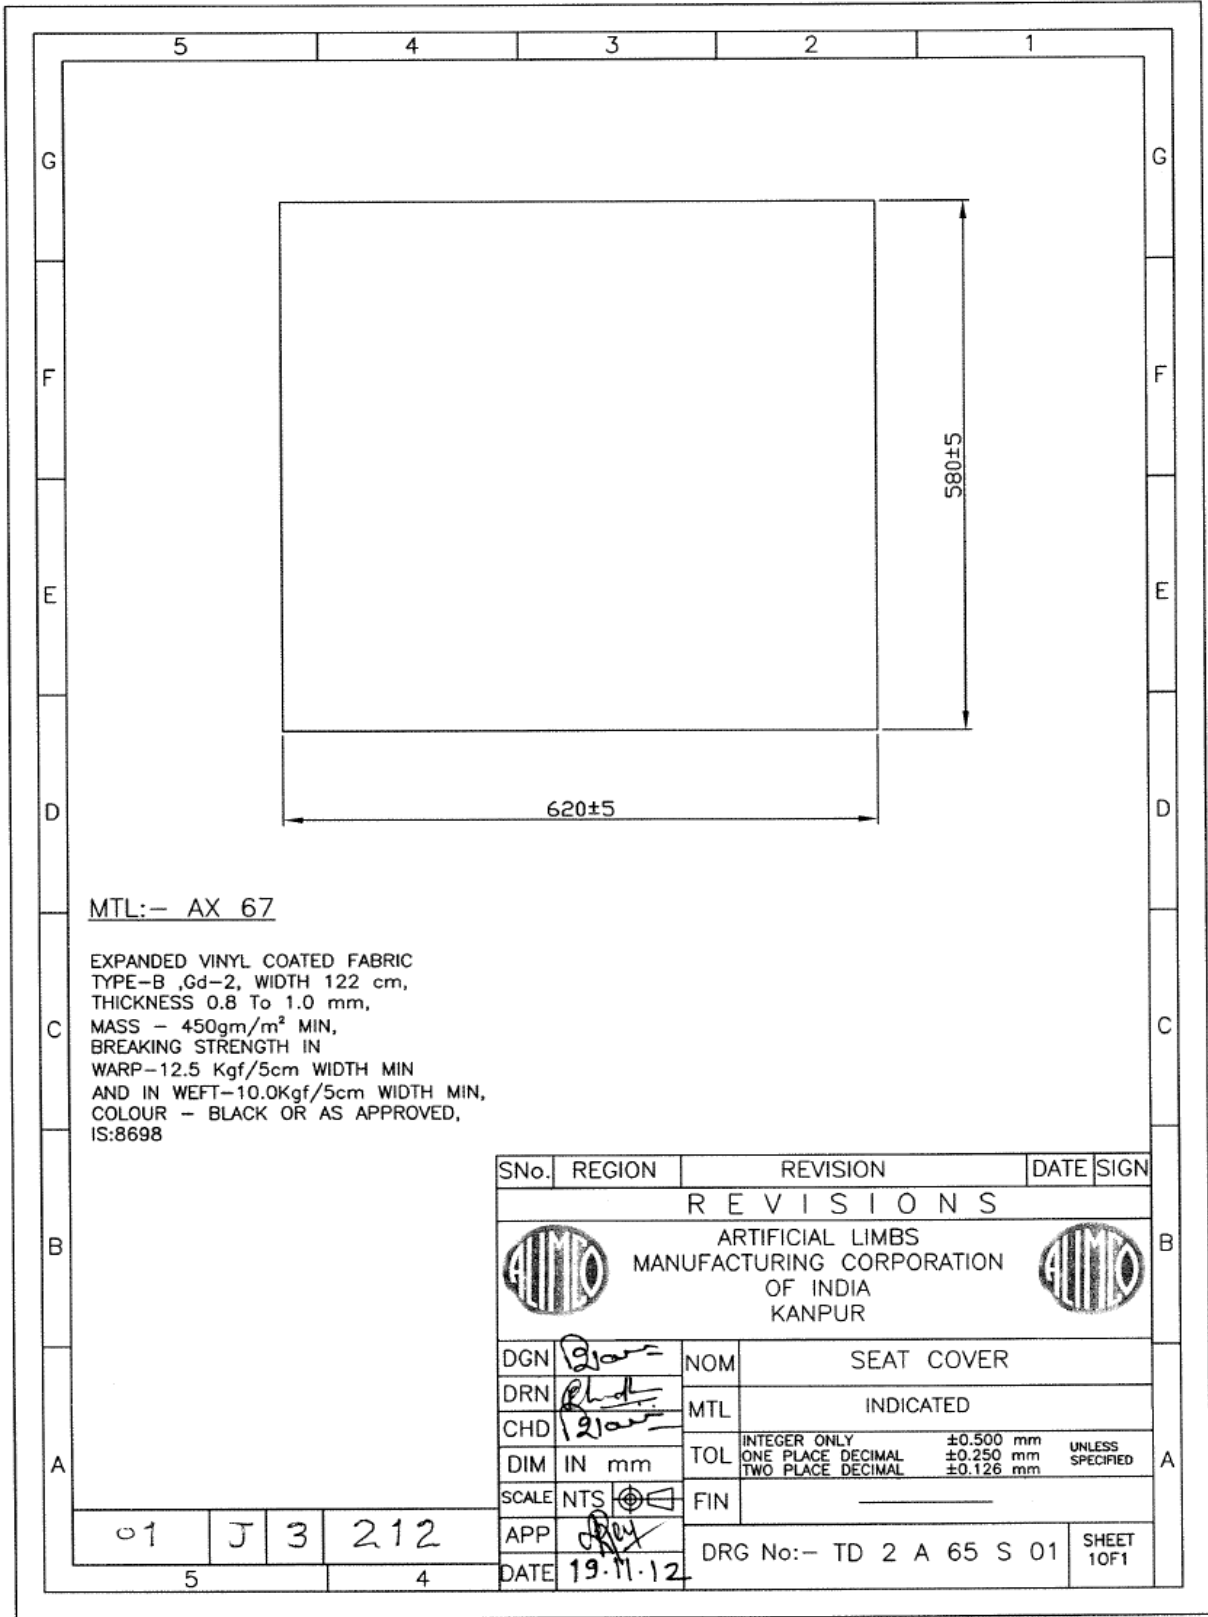 5 4 3 2 1
G G
F F
580±5
E E
D D
620±5
MTL:- AX 67
EXPANDED VINYL COATED FABRIC
TYPE-B ,Gd-2, WIDTH 122 cm,
THICKNESS 0.8 To 1.0 mm,
C C
MASS - 450gm/m² MIN,
BREAKING STRENGTH IN
WARP-12.5 Kgf/5cm WIDTH MIN
AND IN WEFT-10.0Kgf/5cm WIDTH MIN,
COLOUR - BLACK OR AS APPROVED,
IS:8698
SNo. REGION REVISION DATE SIGN
REVISIONS
B B
ALIMCO
ARTIFICIAL LIMBS
MANUFACTURING CORPORATION
OF INDIA
KANPUR
ALIMCO
DGN
NOM SEAT COVER
DRN
MTL INDICATED
CHD
A A
DIM IN mm
TOL INTEGER ONLY ±0.500 mm
ONE PLACE DECIMAL ±0.250 mm
TWO PLACE DECIMAL ±0.126 mm
UNLESS
SPECIFIED
SCALE NTS
FIN
APP
DATE 19.11.12
DRG No:- TD 2 A 65 S 01
SHEET
1OF1
01 J 3 212
5 4